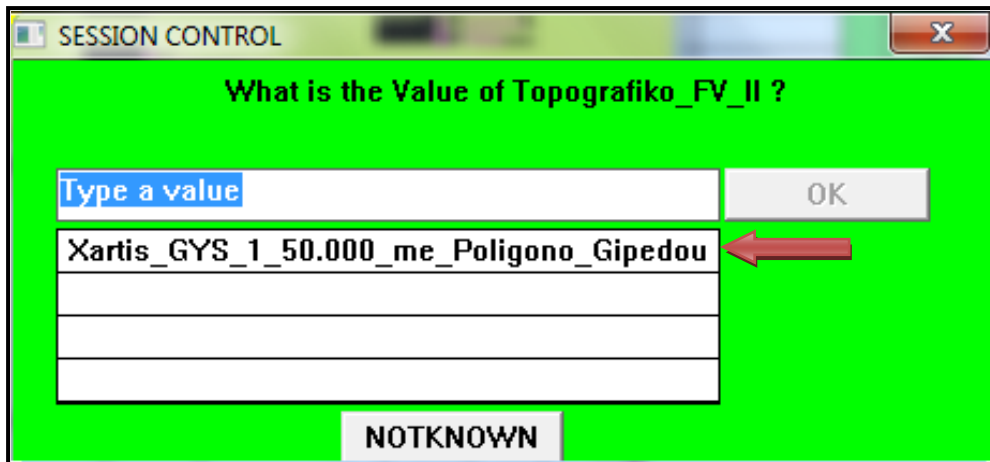 SESSION CONTROL
What is the Value of Topografiko_FV_II ?
Type a value
OK
Xartis_GYS_1_50.000_me_Poligono_Gipedou
NOTKNOWN